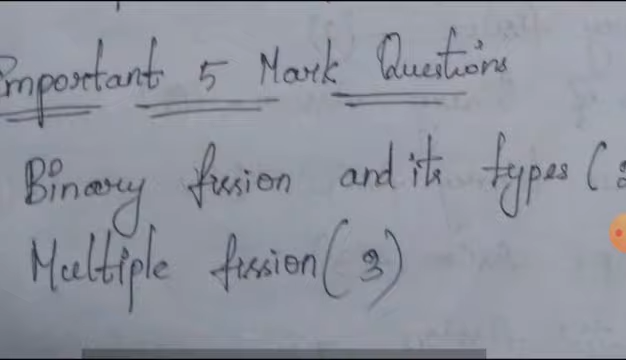 Important 5 Mark Questions
Binary fission and its types (
Multiple fission (3)